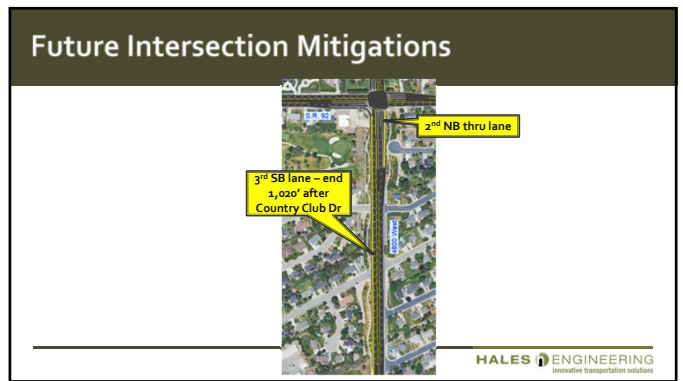 Future Intersection Mitigations
S.R. 92
2nd NB thru lane
3rd SB lane – end
1,020' after
Country Club Dr
4800 West
HALES ENGINEERING
innovative transportation solutions